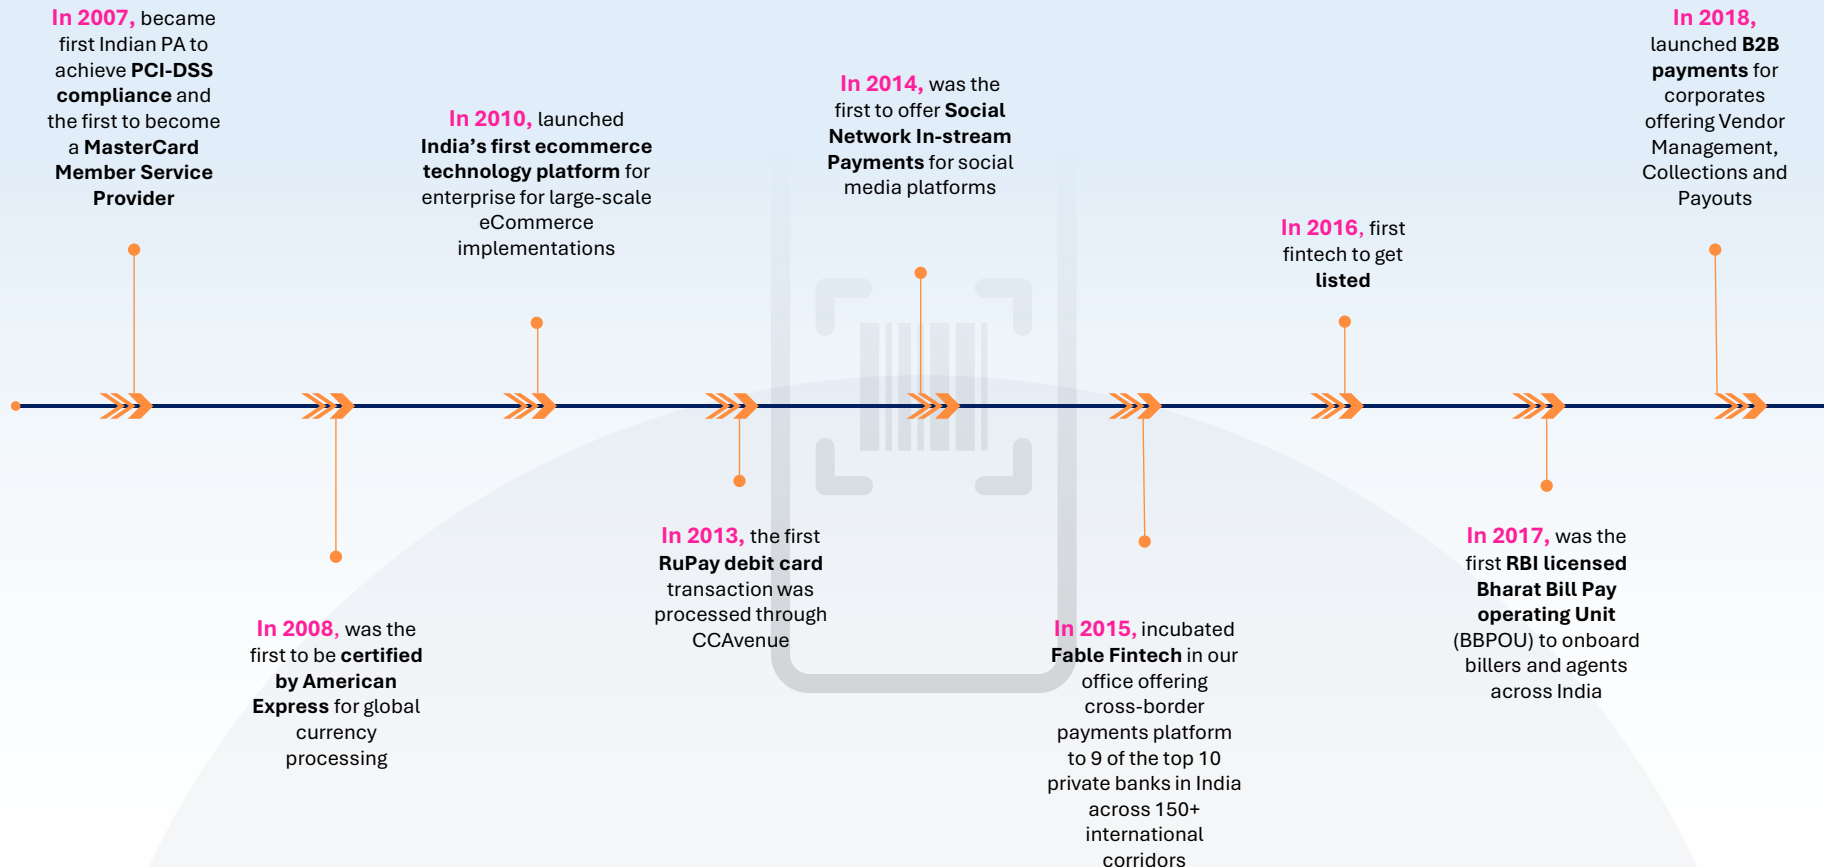 In 2007, became
first Indian PA to
achieve PCI-DSS
compliance and
the first to become
a MasterCard
Member Service
Provider
In 2008, was the
first to be certified
by American
Express for global
currency
processing
In 2010, launched
India’s first ecommerce
technology platform for
enterprise for large-scale
eCommerce
implementations
In 2013, the first
RuPay debit card
transaction was
processed through
CCAvenue
In 2014, was the
first to offer Social
Network In-stream
Payments for social
media platforms
In 2015, incubated
Fable Fintech in our
office offering
cross-border
payments platform
to 9 of the top 10
private banks in India
across 150+
international
corridors
In 2016, first
fintech to get
listed
In 2017, was the
first RBI licensed
Bharat Bill Pay
operating Unit
(BBPOU) to onboard
billers and agents
across India
In 2018,
launched B2B
payments for
corporates
offering Vendor
Management,
Collections and
Payouts